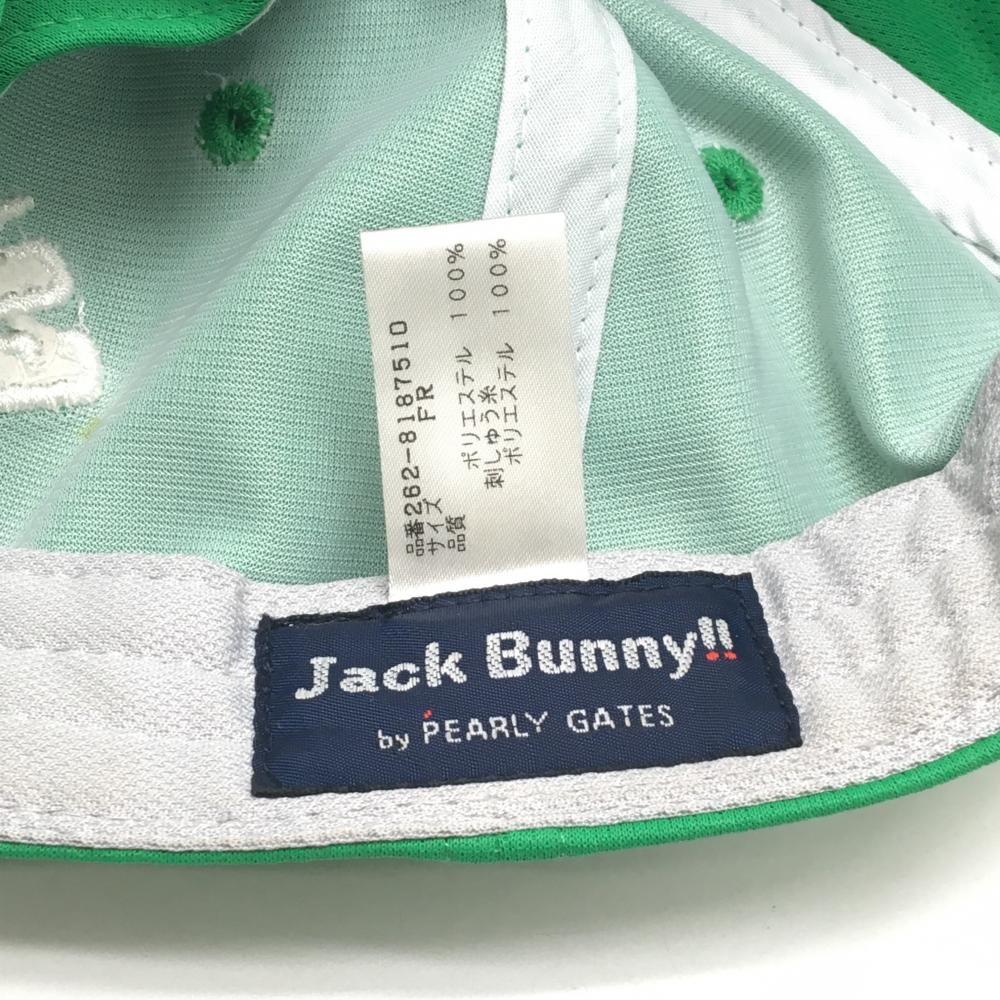 品番262-8187510
サイズ FR
品質 ポリエステル 100%
刺しゅう糸
ポリエステル 100%
Jack Bunny!!
by PEARLY GATES